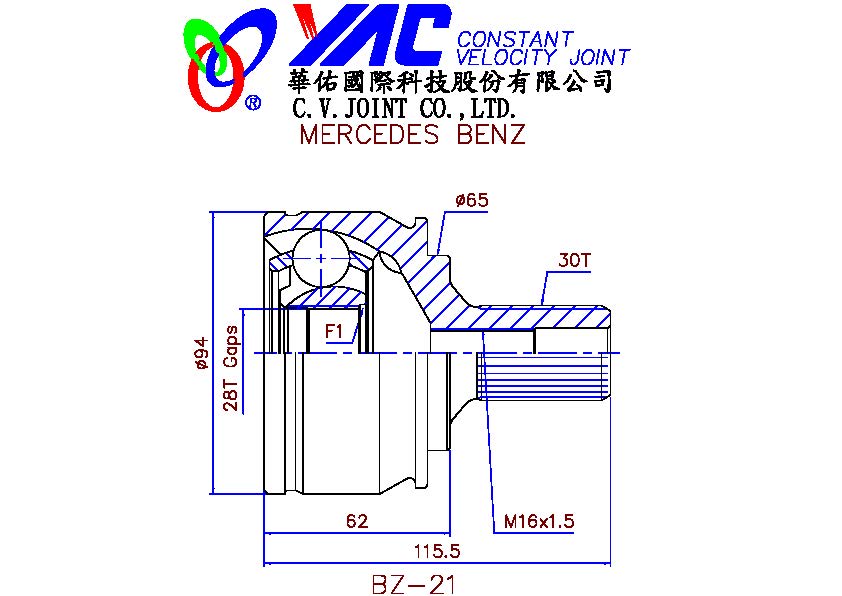 YAC CONSTANT
VELOCITY JOINT
®
華佑國際科技股份有限公司
C.V.JOINT CO.,LTD.
MERCEDES BENZ
ø65
30T
F1
ø94
28T Gaps
62
M16x1.5
115.5
BZ-21